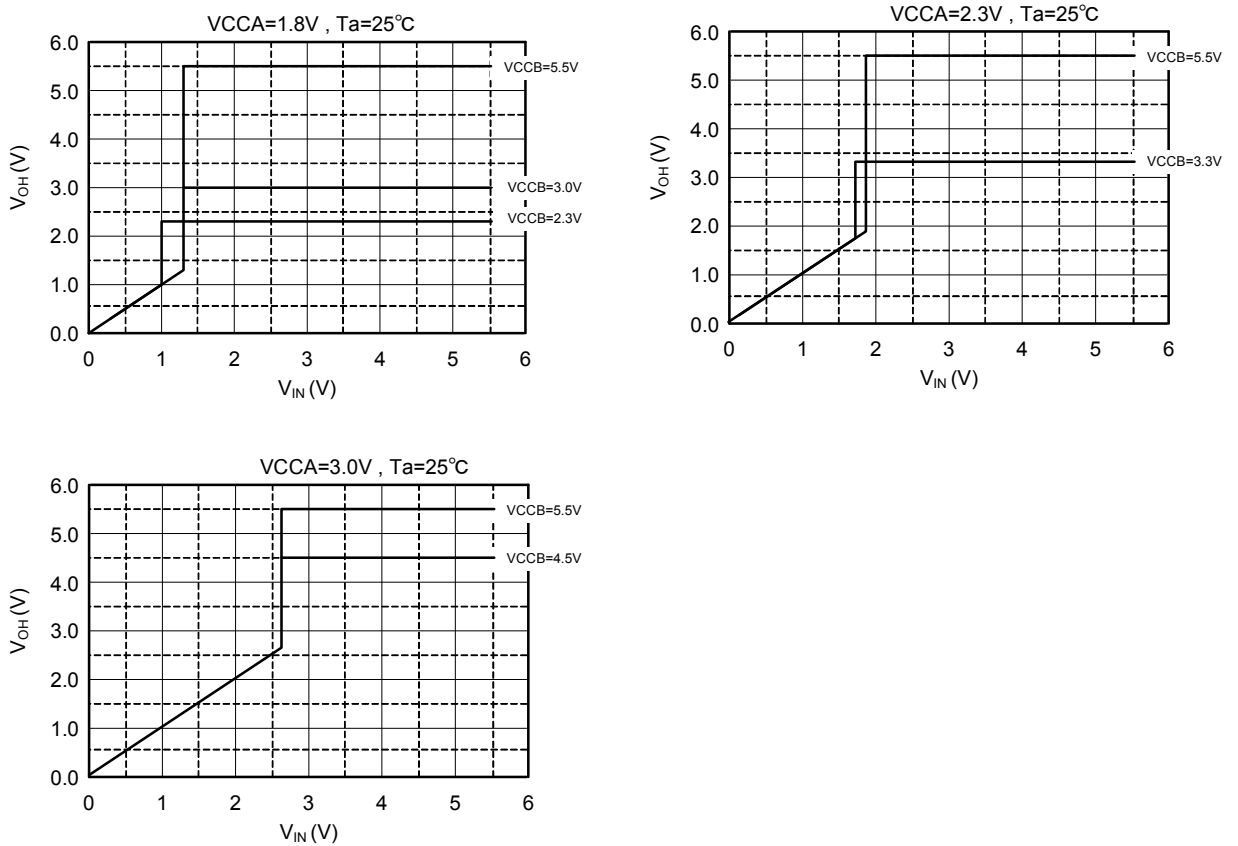 VCCA=1.8V , Ta=25℃
6.0
5.0
4.0
3.0
2.0
1.0
0.0
VOH (V)
VCCB=5.5V
VCCB=3.0V
VCCB=2.3V
0 1 2 3 4 5 6
VIN (V)
VCCA=2.3V , Ta=25℃
6.0
5.0
4.0
3.0
2.0
1.0
0.0
VOH (V)
VCCB=5.5V
VCCB=3.3V
0 1 2 3 4 5 6
VIN (V)
VCCA=3.0V , Ta=25℃
6.0
5.0
4.0
3.0
2.0
1.0
0.0
VOH (V)
VCCB=5.5V
VCCB=4.5V
0 1 2 3 4 5 6
VIN (V)